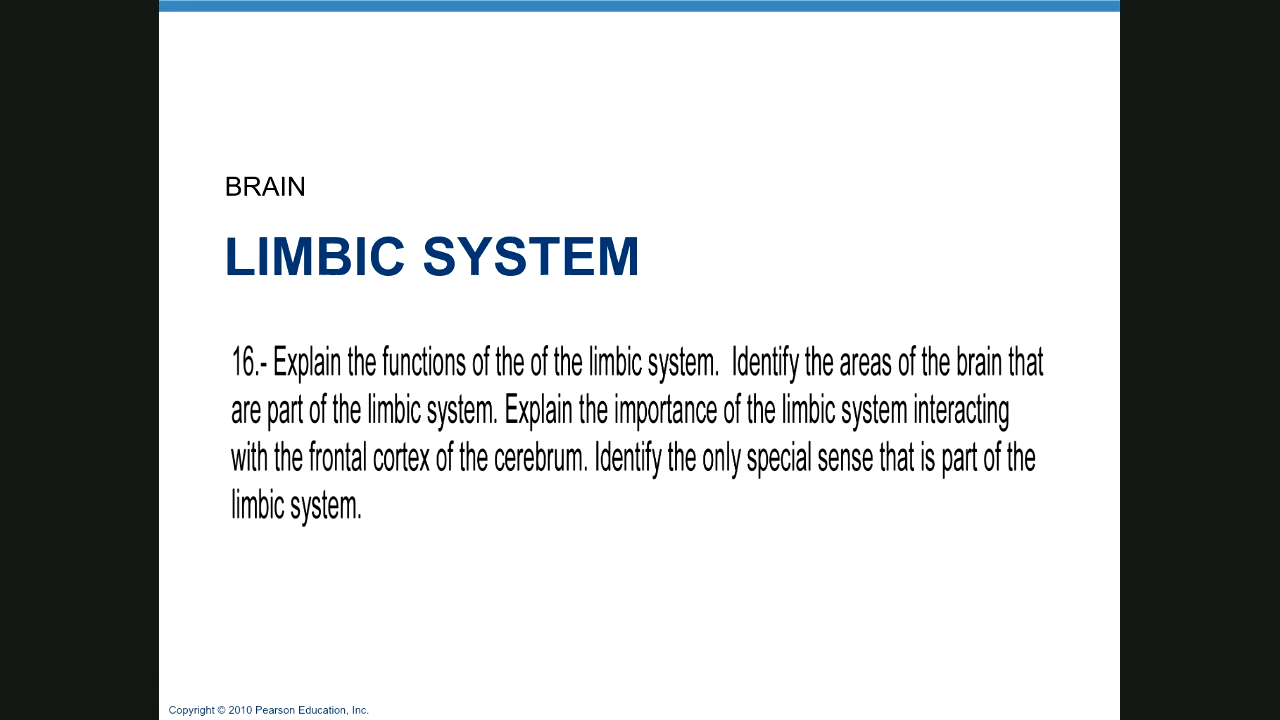 BRAIN
LIMBIC SYSTEM
16.- Explain the functions of the of the limbic system.  Identify the areas of the brain that
are part of the limbic system. Explain the importance of the limbic system interacting
with the frontal cortex of the cerebrum. Identify the only special sense that is part of the
limbic system.
Copyright © 2010 Pearson Education, Inc.